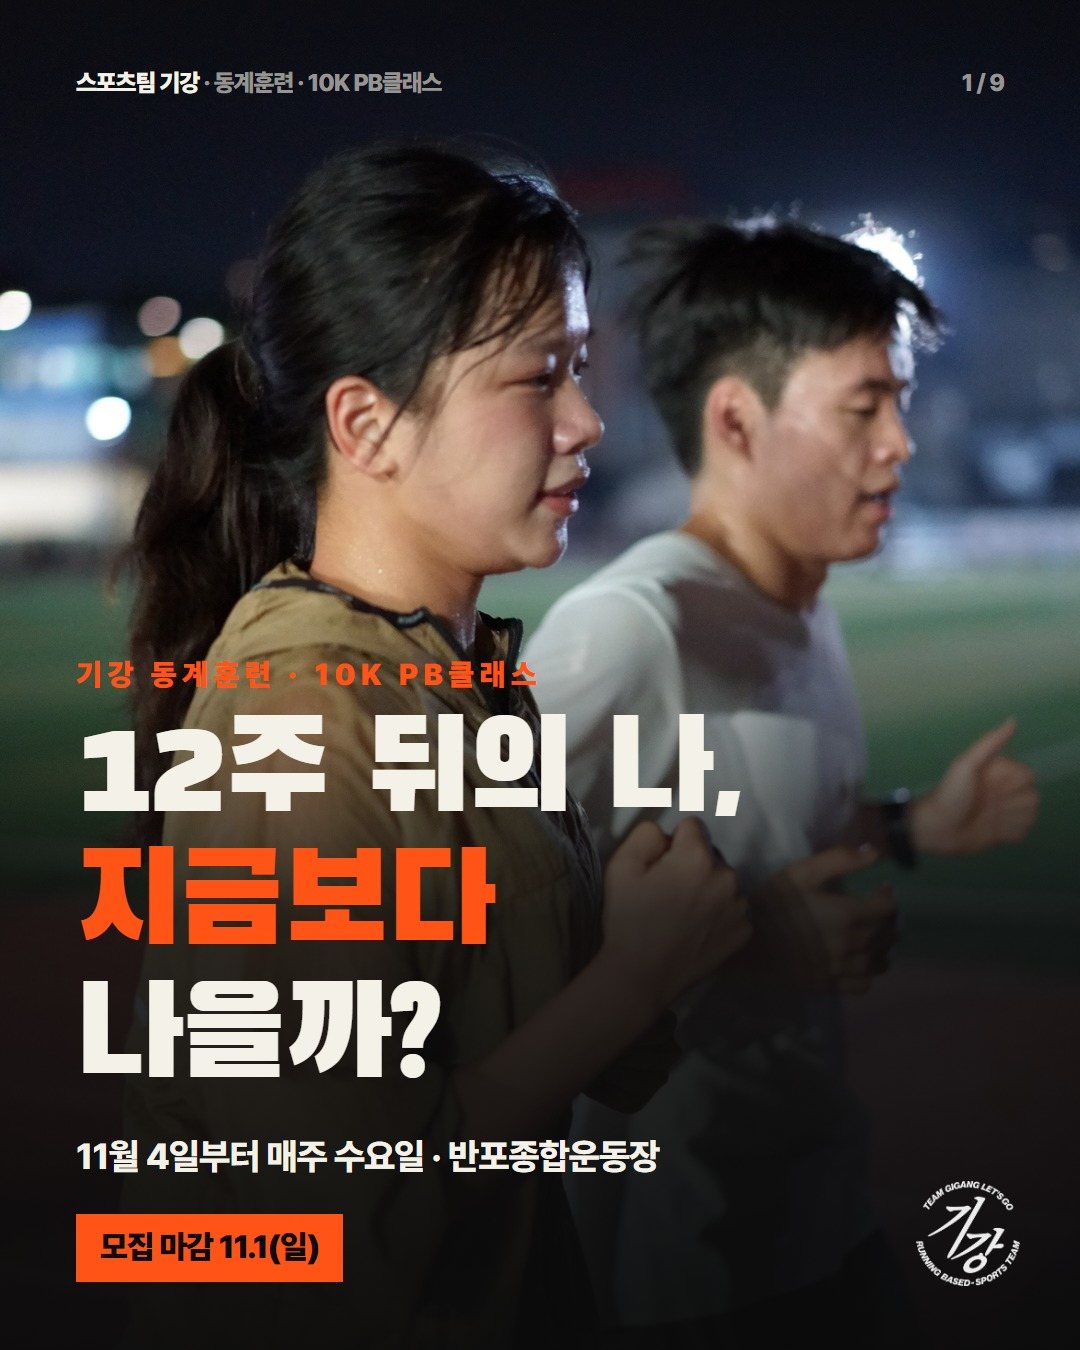 스포츠팀 기강 · 동계훈련 · 10K PB클래스
1 / 9
기강 동계훈련 · 10K PB클래스
12주 뒤의 나,
지금보다
나을까?
11월 4일부터 매주 수요일 · 반포종합운동장
모집 마감 11.1(일)
TEAM GIGANG LET'S GO
기강
RUNNING BASED-SPORTS TEAM